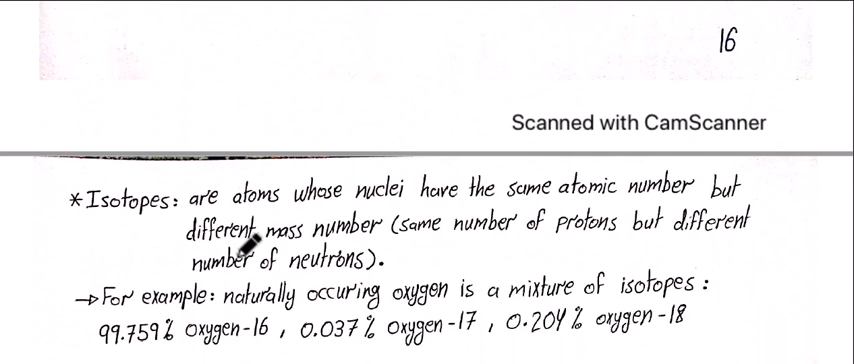 16
Scanned with CamScanner
*Isotopes: are atoms whose nuclei have the same atomic number but
different mass number (same number of protons but different
number of neutrons).
→For example: naturally occuring oxygen is a mixture of isotopes:
99.759% oxygen-16, 0.037% oxygen-17, 0.204% oxygen-18